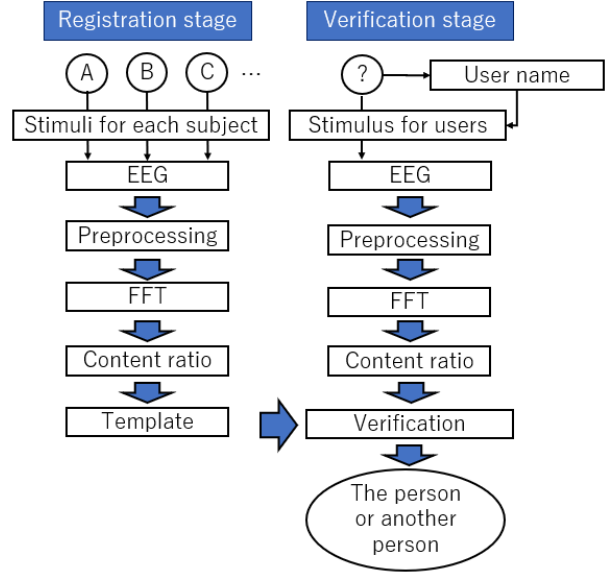 Registration stage
A
B
C
...
Stimuli for each subject
EEG
Preprocessing
FFT
Content ratio
Template
Verification stage
?
User name
Stimulus for users
EEG
Preprocessing
FFT
Content ratio
Verification
The person
or another
person